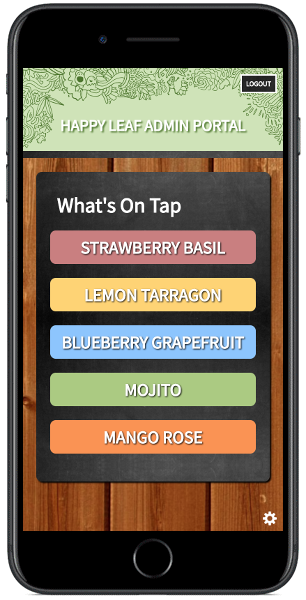 LOGOUT
HAPPY LEAF ADMIN PORTAL
What's On Tap
STRAWBERRY BASIL
LEMON TARRAGON
BLUEBERRY GRAPEFRUIT
MOJITO
MANGO ROSE